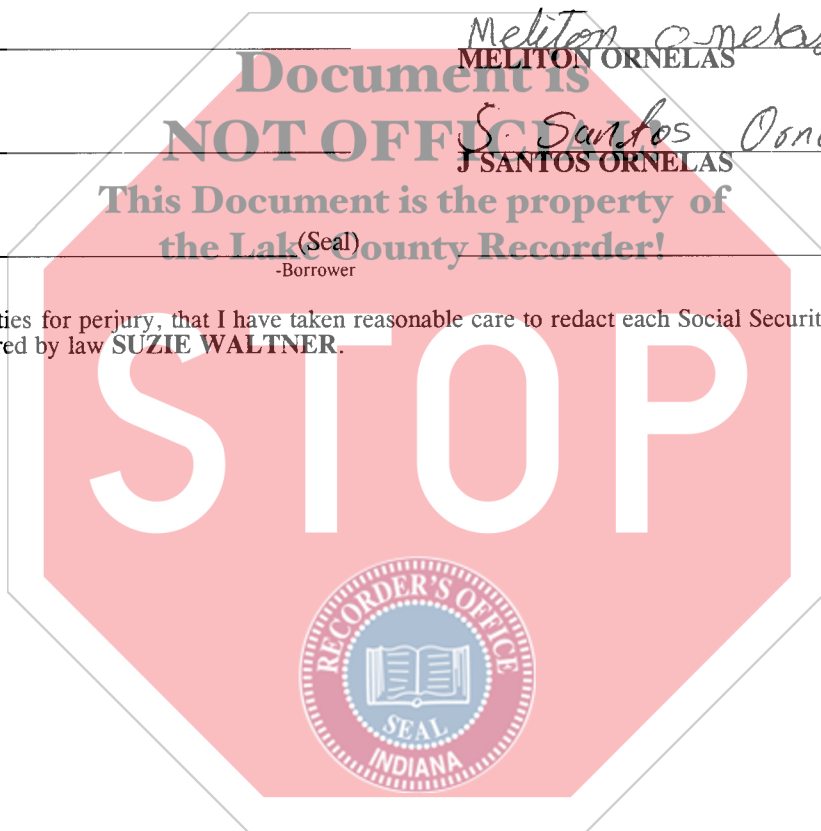 Meliton Ornelas
MELITON ORNELAS
Document is
NOT OFFICIAL!
J. Santos
J SANTOS ORNELAS
This Document is the property of
the Lake County Recorder!
(Seal)
-Borrower
ties for perjury, that I have taken reasonable care to redact each Social Securit
ed by law SUZIE WALTNER.
STOP
RECORDER'S OFFICE
SEAL
INDIANA